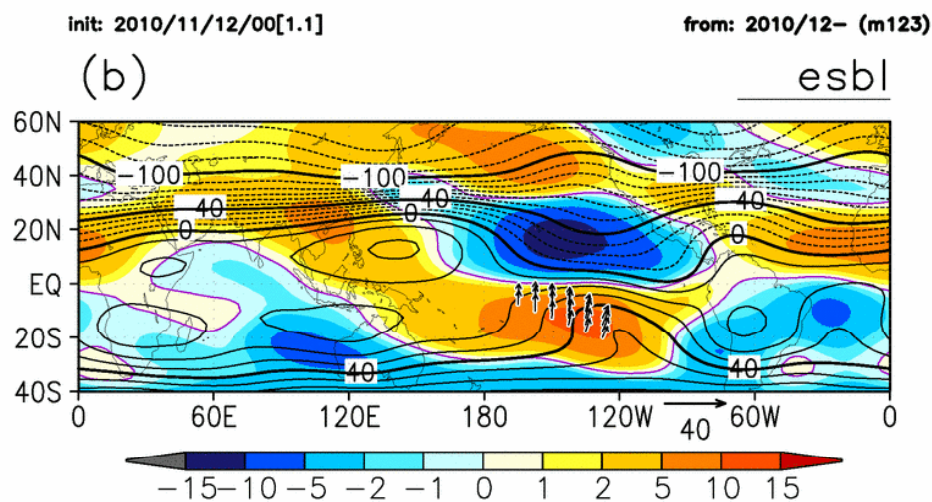 init: 2010/11/12/00[1.1] from: 2010/12− (m123)
(b) esbl
60N
−100 −100 −100
40N
40 40 40
0 0 0
20N
EQ
20S
40 40
40S
0 60E 120E 180 120W 60W 0
40
−15 −10 −5 −2 −1 0 1 2 5 10 15